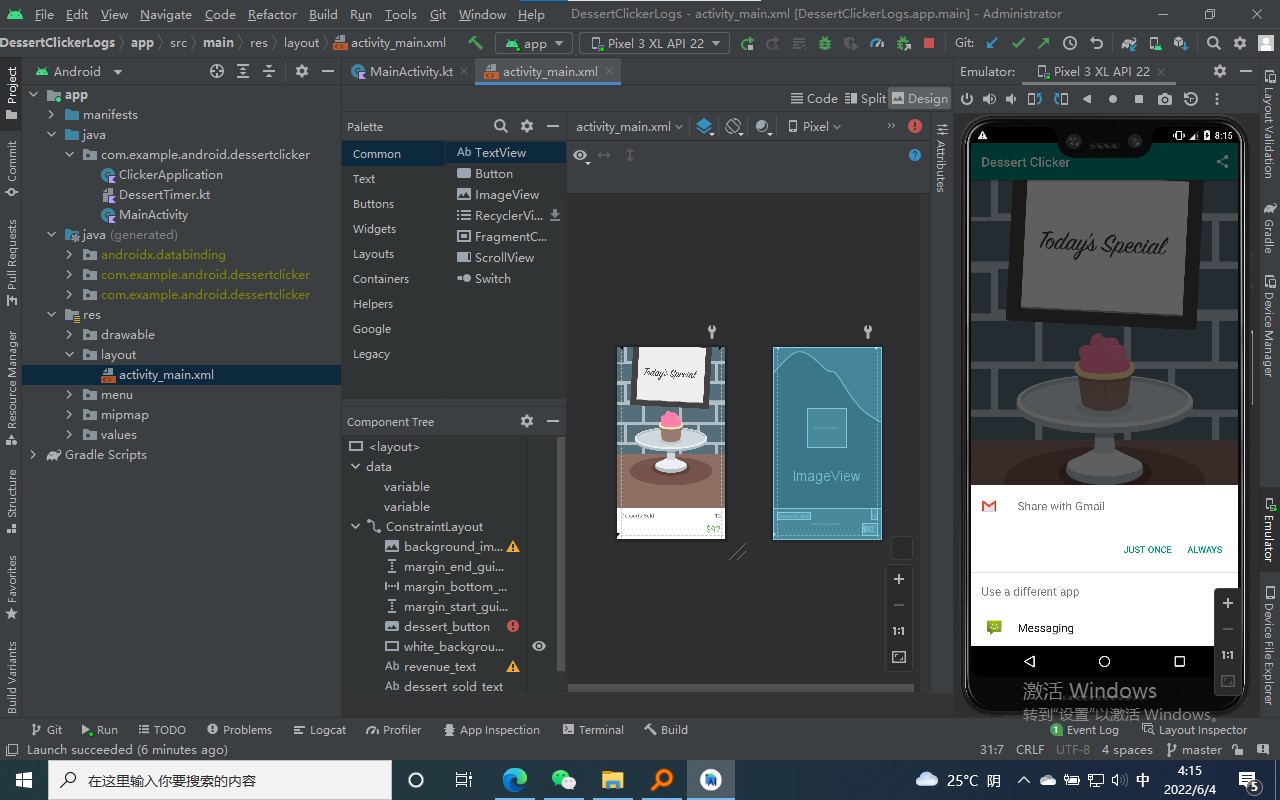 File Edit View Navigate Code Refactor Build Run Tools Git Window Help DessertClickerLogs - activity_main.xml [DessertClickerLogs.app.main] - Administrator
DessertClickerLogs app src main res layout activity_main.xml app Pixel 3 XL API 22 Git:
Android MainActivity.kt activity_main.xml Emulator: Pixel 3 XL API 22
Code Split Design
Project
Commit
Pull Requests
Resource Manager
Structure
Favorites
Build Variants
app
manifests
java
com.example.android.dessertclicker
ClickerApplication
DessertTimer.kt
MainActivity
java (generated)
androidx.databinding
com.example.android.dessertclicker
com.example.android.dessertclicker
res
drawable
layout
activity_main.xml
menu
mipmap
values
Gradle Scripts
Palette
Common
Text
Buttons
Widgets
Layouts
Containers
Helpers
Google
Legacy
Ab TextView
Button
ImageView
RecyclerVi...
FragmentC...
ScrollView
Switch
Component Tree
<layout>
data
variable
variable
ConstraintLayout
background_im...
margin_end_gui...
margin_bottom_...
margin_start_gui...
dessert_button
white_backgrou...
Ab revenue_text
Ab dessert_sold_text
activity_main.xml Pixel
Attributes
Today's Special
$92
ImageView
$92
1:1
8:15
Dessert Clicker
Today's Special
Share with Gmail
JUST ONCE ALWAYS
Use a different app
Messaging
1:1
激活 Windows
转到"设置"以激活 Windows。
Layout Validation
Gradle
Device Manager
Emulator
Device File Explorer
Git Run TODO Problems Logcat Profiler App Inspection Terminal Build 1 Event Log Layout Inspector
Launch succeeded (6 minutes ago) 31:7 CRLF UTF-8 4 spaces master
在这里输入你要搜索的内容 25°C 阴 中 4:15
2022/6/4 5